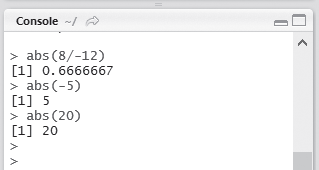 Console ~/
> abs(8/-12)
[1] 0.6666667
> abs(-5)
[1] 5
> abs(20)
[1] 20
>
>